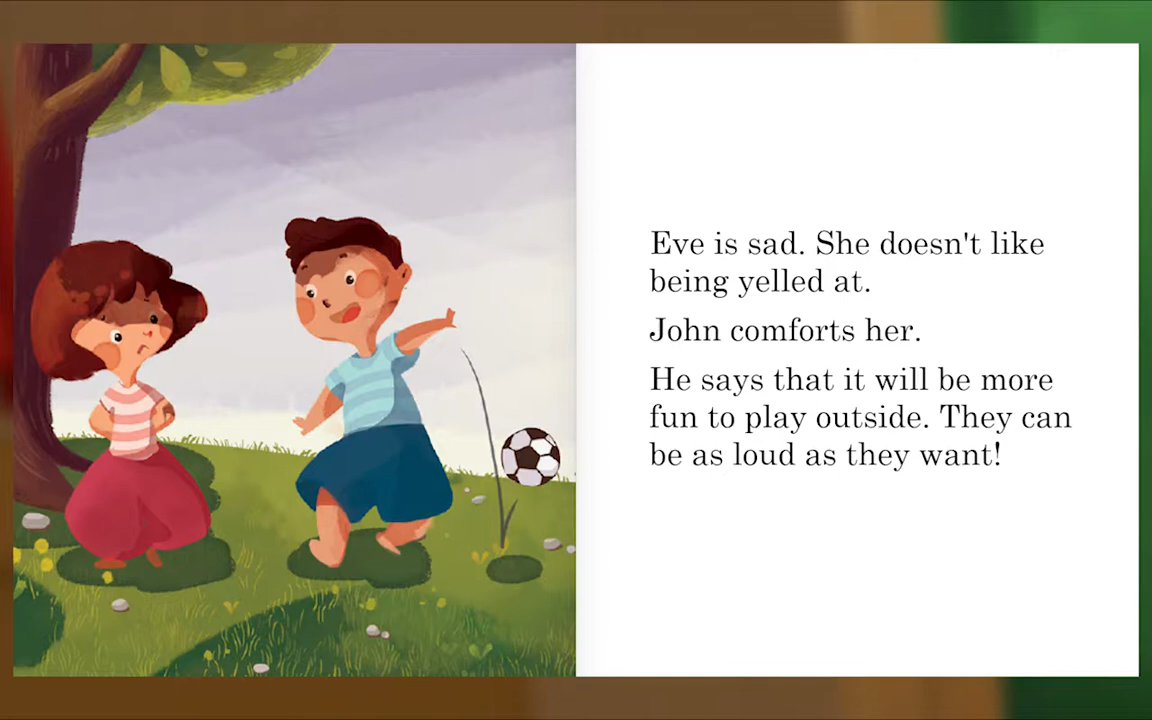 Eve is sad. She doesn't like
being yelled at.
John comforts her.
He says that it will be more
fun to play outside. They can
be as loud as they want!